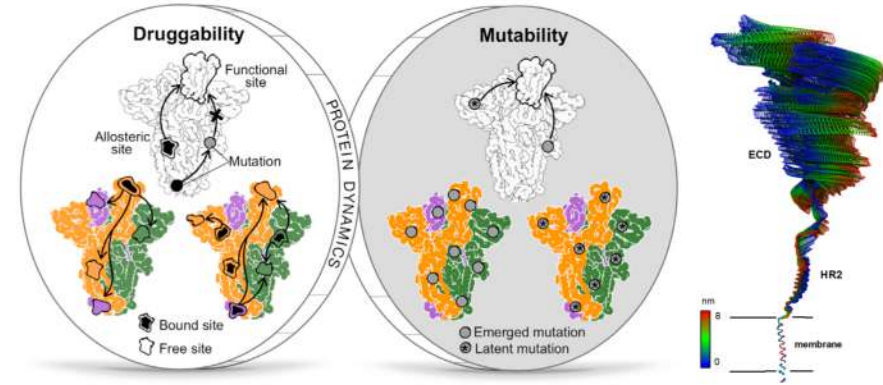 Druggability
Functional site
Allosteric site
Mutation
Bound site
Free site
PROTEIN DYNAMICS
Mutability
Emerged mutation
Latent mutation
ECD
HR2
nm
8
0
membrane